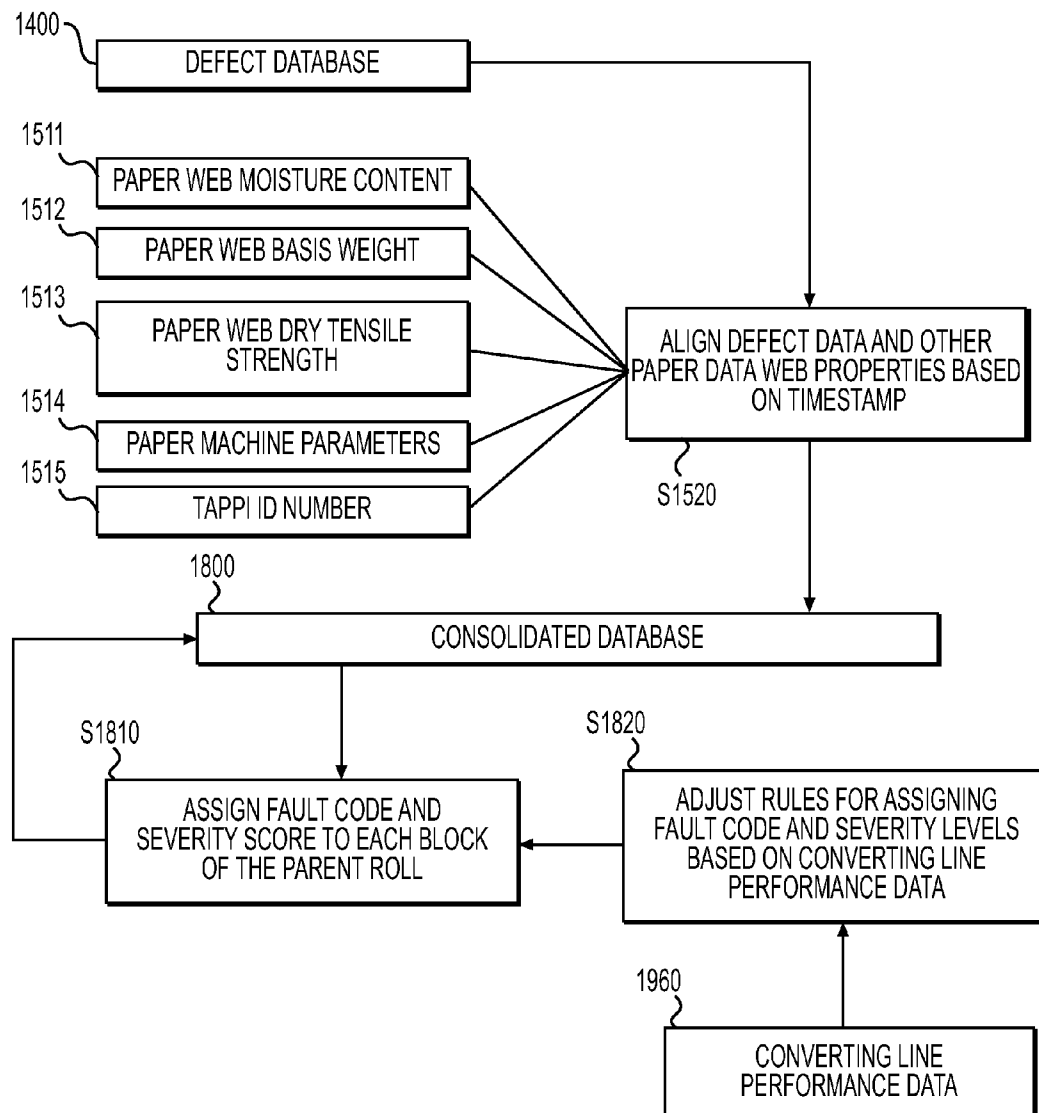 1400
DEFECT DATABASE
1511
PAPER WEB MOISTURE CONTENT
1512
PAPER WEB BASIS WEIGHT
1513
PAPER WEB DRY TENSILE
STRENGTH
1514
PAPER MACHINE PARAMETERS
1515
TAPPI ID NUMBER
ALIGN DEFECT DATA AND OTHER
PAPER DATA WEB PROPERTIES BASED
ON TIMESTAMP
S1520
1800
CONSOLIDATED DATABASE
S1810
ASSIGN FAULT CODE AND
SEVERITY SCORE TO EACH BLOCK
OF THE PARENT ROLL
S1820
ADJUST RULES FOR ASSIGNING
FAULT CODE AND SEVERITY LEVELS
BASED ON CONVERTING LINE
PERFORMANCE DATA
1960
CONVERTING LINE
PERFORMANCE DATA